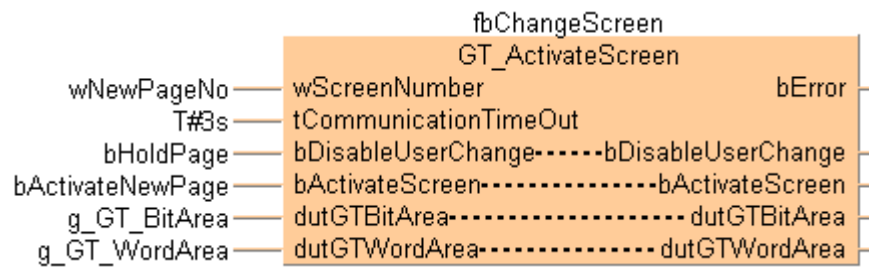 fbChangeScreen
GT_ActivateScreen
wNewPageNo wScreenNumber bError
T#3s tCommunicationTimeOut
bHoldPage bDisableUserChange------bDisableUserChange
bActivateNewPage bActivateScreen--------------bActivateScreen
g_GT_BitArea dutGTBitArea------------------dutGTBitArea
g_GT_WordArea dutGTWordArea--------------dutGTWordArea